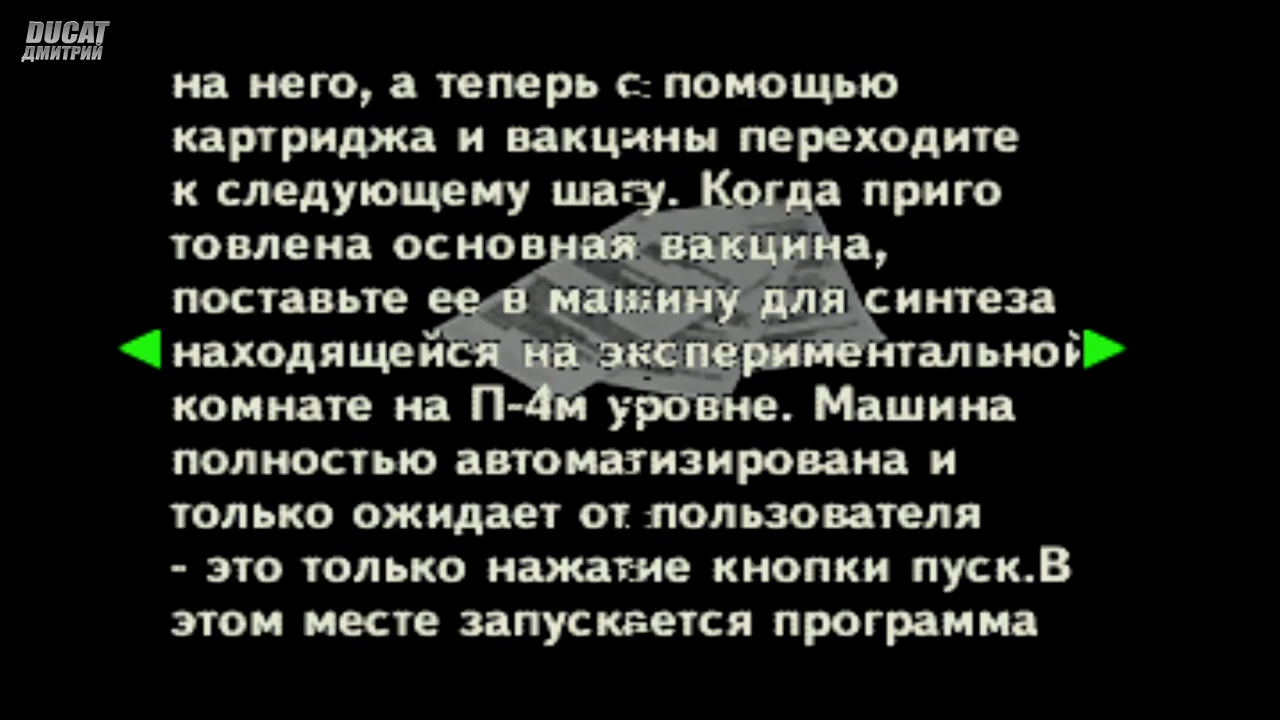 DUCAT
ДМИТРИЙ
на него, а теперь с помощью
картриджа и вакцины переходите
к следующему шагу. Когда приго
товлена основная вакцина,
поставьте ее в машину для синтеза
находящейся на экспериментальной
комнате на П-4м уровне. Машина
полностью автоматизирована и
только ожидает от пользователя
- это только нажатие кнопки пуск.В
этом месте запускается программа